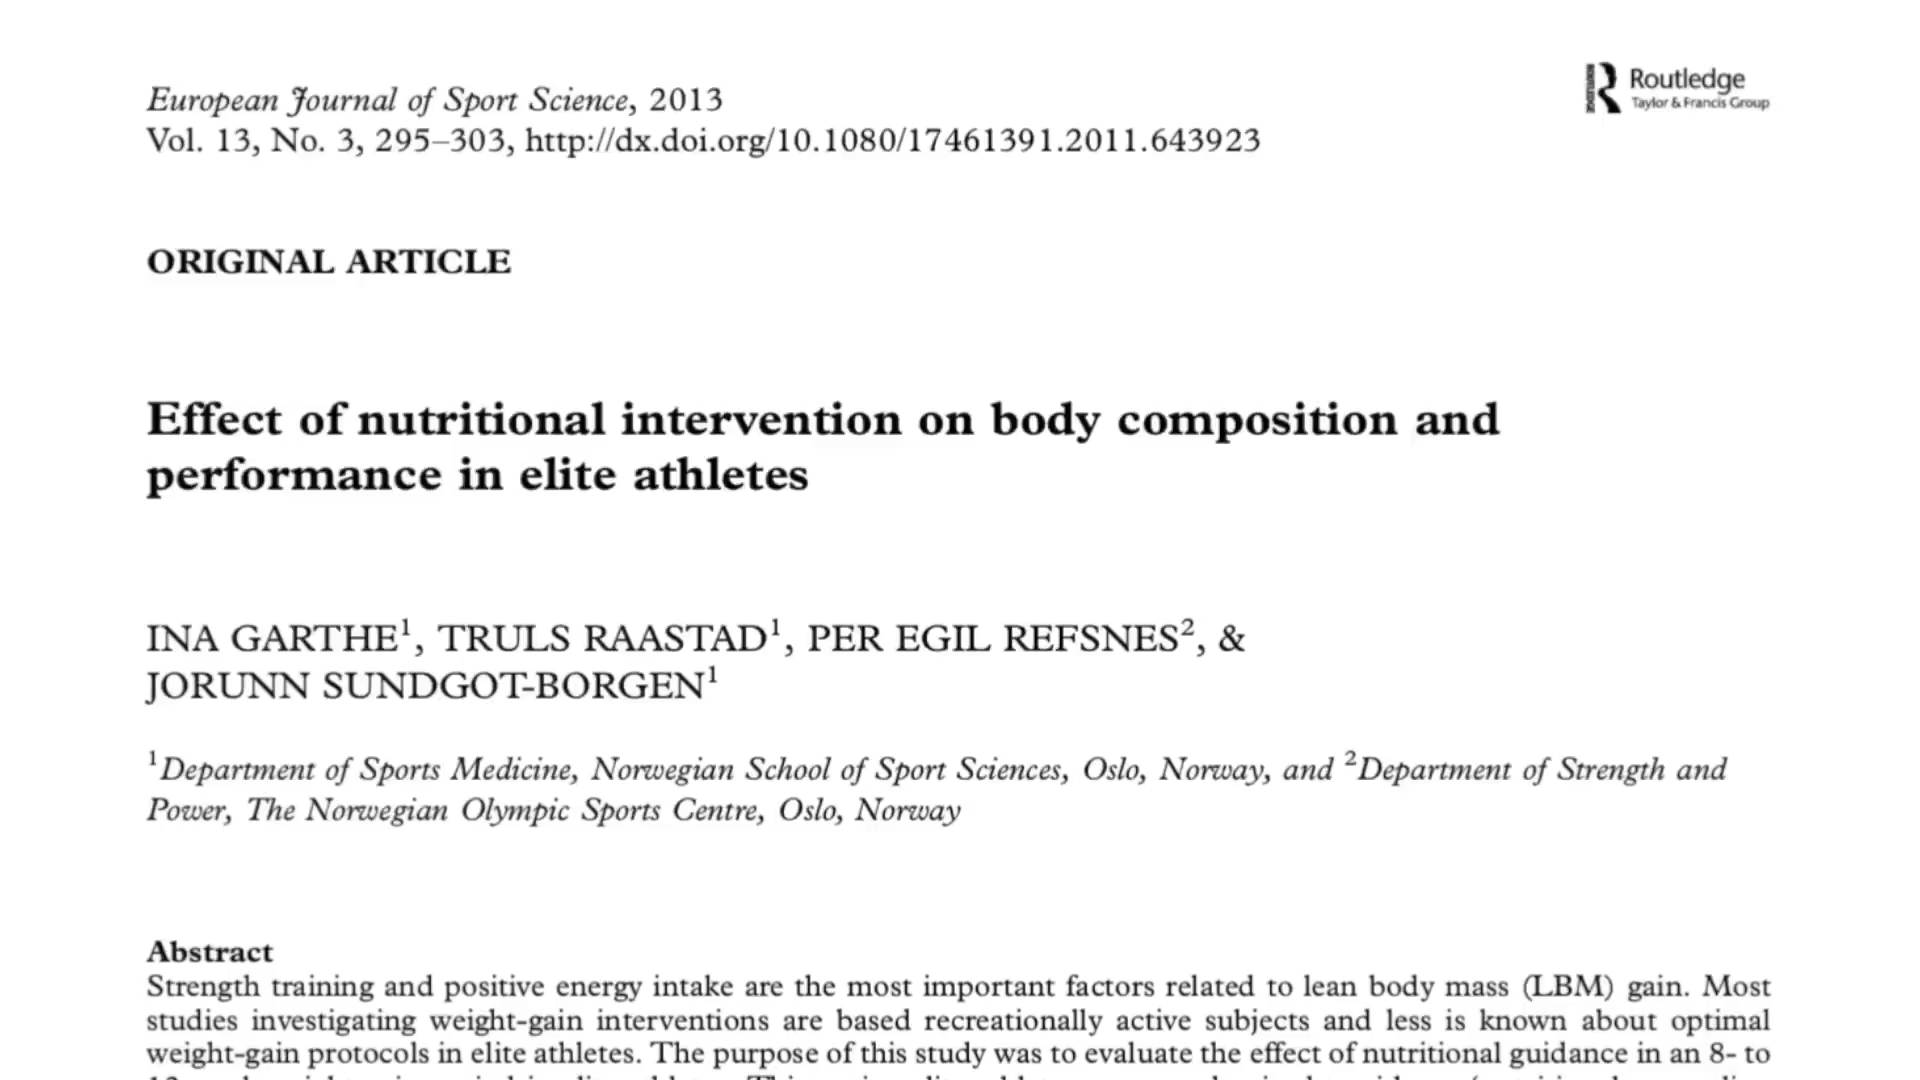 European Journal of Sport Science, 2013
Vol. 13, No. 3, 295–303, http://dx.doi.org/10.1080/17461391.2011.643923
Routledge
Taylor & Francis Group
ROUTLEDGE
ORIGINAL ARTICLE
Effect of nutritional intervention on body composition and
performance in elite athletes
INA GARTHE1, TRULS RAASTAD1, PER EGIL REFSNES2, &
JORUNN SUNDGOT-BORGEN1
1Department of Sports Medicine, Norwegian School of Sport Sciences, Oslo, Norway, and 2Department of Strength and
Power, The Norwegian Olympic Sports Centre, Oslo, Norway
Abstract
Strength training and positive energy intake are the most important factors related to lean body mass (LBM) gain. Most
studies investigating weight-gain interventions are based recreationally active subjects and less is known about optimal
weight-gain protocols in elite athletes. The purpose of this study was to evaluate the effect of nutritional guidance in an 8- to